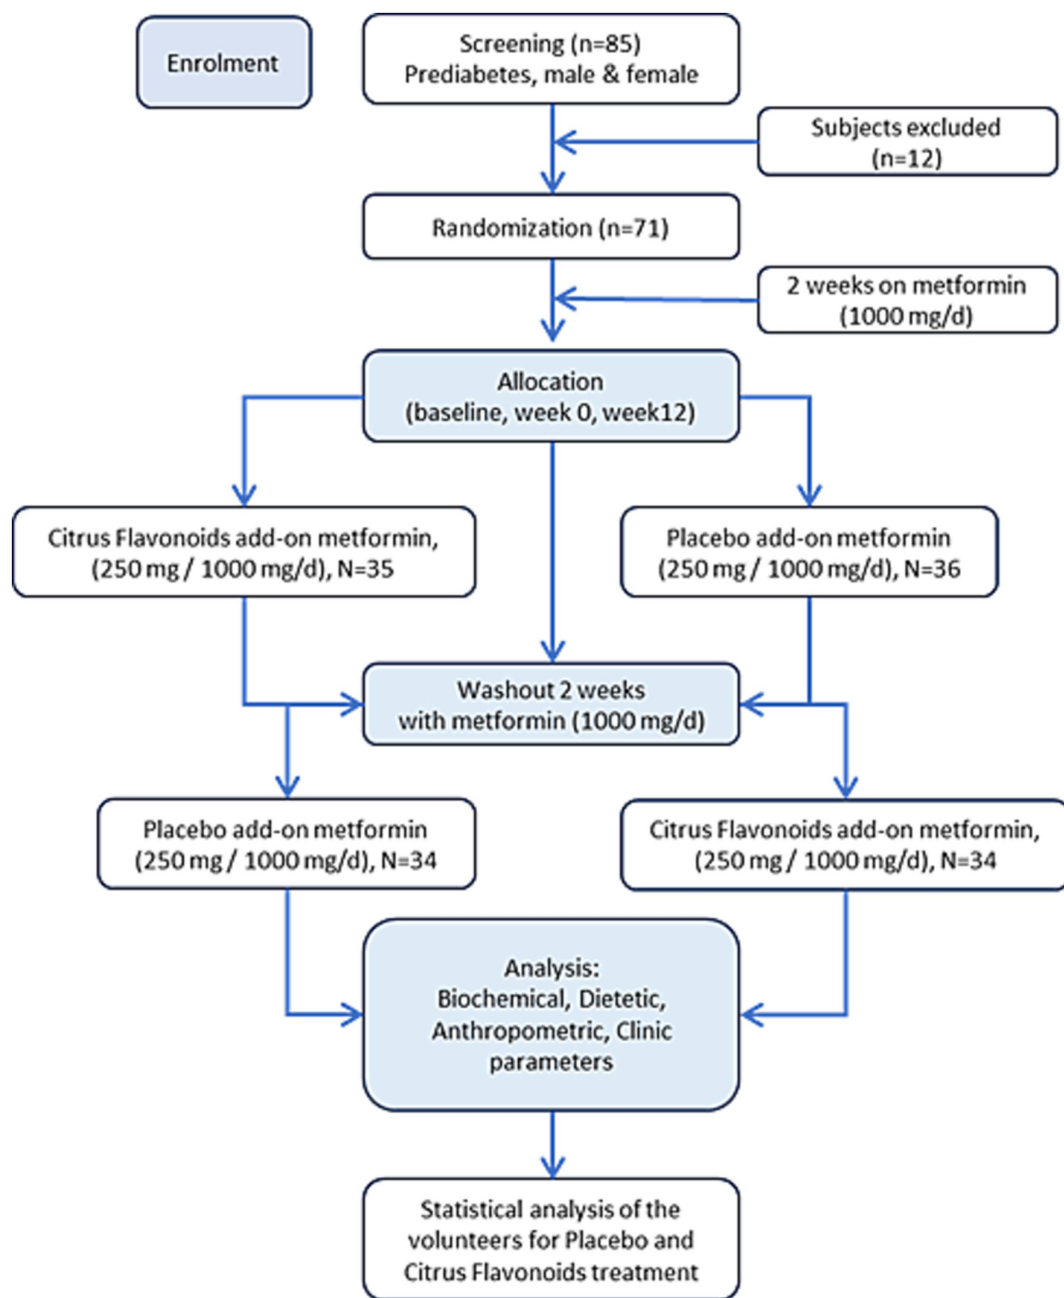 Enrolment
Screening (n=85)
Prediabetes, male & female
Subjects excluded
(n=12)
Randomization (n=71)
2 weeks on metformin
(1000 mg/d)
Allocation
(baseline, week 0, week12)
Citrus Flavonoids add-on metformin,
(250 mg / 1000 mg/d), N=35
Placebo add-on metformin
(250 mg / 1000 mg/d), N=36
Washout 2 weeks
with metformin (1000 mg/d)
Placebo add-on metformin
(250 mg / 1000 mg/d), N=34
Citrus Flavonoids add-on metformin,
(250 mg / 1000 mg/d), N=34
Analysis:
Biochemical, Dietetic,
Anthropometric, Clinic
parameters
Statistical analysis of the
volunteers for Placebo and
Citrus Flavonoids treatment